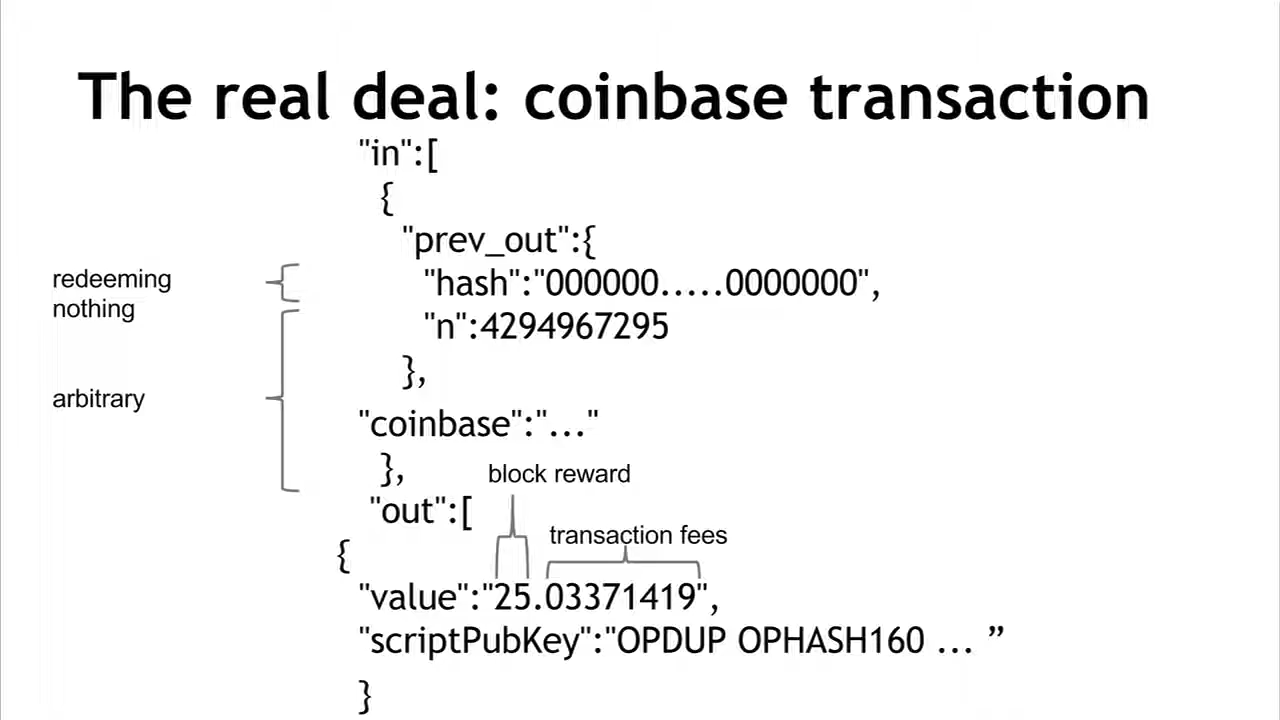 The real deal: coinbase transaction
"in":[
{
"prev_out":{
redeeming
nothing
"hash":"000000.....0000000",
"n":4294967295
},
arbitrary
"coinbase":"..."
},
block reward
"out":[
transaction fees
{
"value":"25.03371419",
"scriptPubKey":"OPDUP OPHASH160 ... ”
}